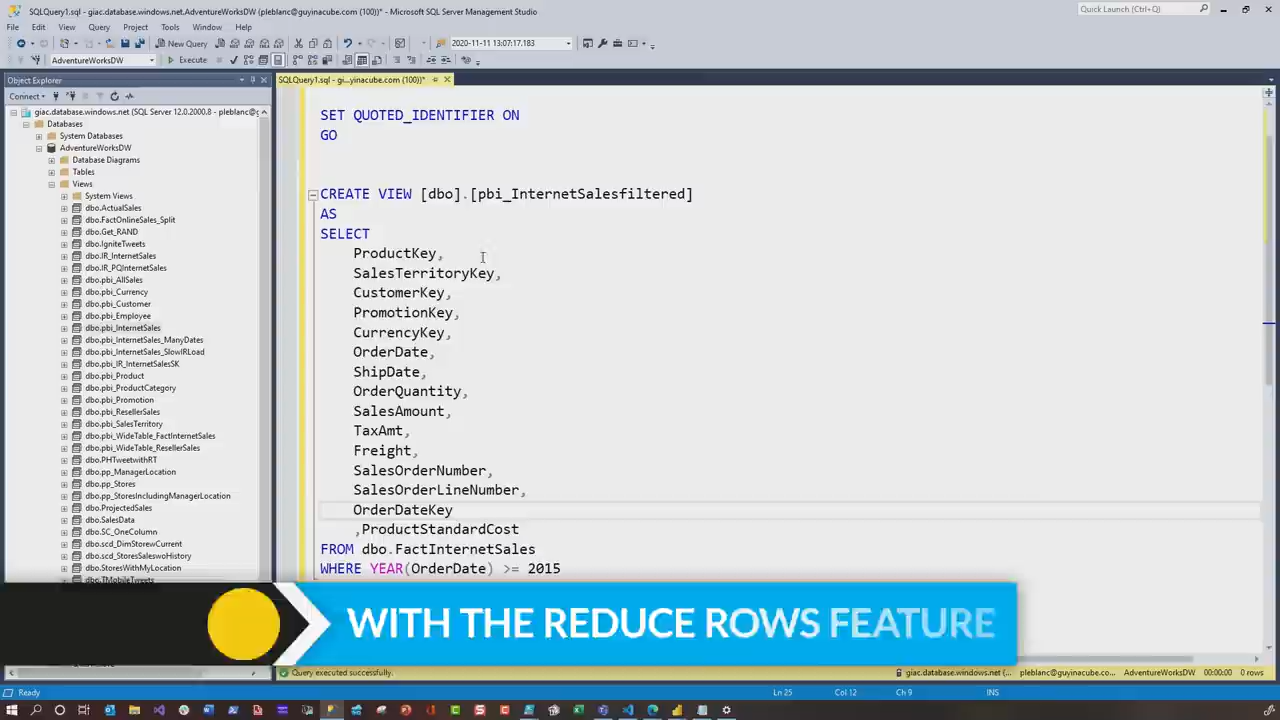 SQLQuery1.sql - giac.database.windows.net.AdventureWorksDW (pleblanc@guyinacube.com (100))* - Microsoft SQL Server Management Studio
Quick Launch (Ctrl+Q)
File Edit View Query Project Tools Window Help
New Query
2020-11-11 13:07:17.183
AdventureWorksDW
Execute
Object Explorer
SQLQuery1.sql - gi...yinacube.com (100))*
Connect
giac.database.windows.net (SQL Server 12.0.2000.8 - pleblanc@g
Databases
System Databases
AdventureWorksDW
Database Diagrams
Tables
Views
System Views
dbo.ActualSales
dbo.FactOnlineSales_Split
dbo.Get_RAND
dbo.IgniteTweets
dbo.IR_InternetSales
dbo.IR_PQInternetSales
dbo.pbi_AllSales
dbo.pbi_Currency
dbo.pbi_Customer
dbo.pbi_Employee
dbo.pbi_InternetSales
dbo.pbi_InternetSales_ManyDates
dbo.pbi_InternetSales_SlowIRLoad
dbo.pbi_IR_InternetSalesSK
dbo.pbi_Product
dbo.pbi_ProductCategory
dbo.pbi_Promotion
dbo.pbi_ResellerSales
dbo.pbi_SalesTerritory
dbo.pbi_WideTable_FactInternetSales
dbo.pbi_WideTable_ResellerSales
dbo.PHTweetwithRT
dbo.pp_ManagerLocation
dbo.pp_Stores
dbo.pp_StoresIncludingManagerLocation
dbo.ProjectedSales
dbo.SalesData
dbo.SC_OneColumn
dbo.scd_DimStorewCurrent
dbo.scd_StoresSaleswoHistory
dbo.StoresWithMyLocation
dbo.TMobileTweets
SET QUOTED_IDENTIFIER ON
GO
CREATE VIEW [dbo].[pbi_InternetSalesfiltered]
AS
SELECT
ProductKey,
SalesTerritoryKey,
CustomerKey,
PromotionKey,
CurrencyKey,
OrderDate,
ShipDate,
OrderQuantity,
SalesAmount,
TaxAmt,
Freight,
SalesOrderNumber,
SalesOrderLineNumber,
OrderDateKey
,ProductStandardCost
FROM dbo.FactInternetSales
WHERE YEAR(OrderDate) >= 2015
WITH THE REDUCE ROWS FEATURE
Query executed successfully.
giac.database.windows.net (... pleblanc@guyinacube.com ... AdventureWorksDW 00:00:00 0 rows
Ready Ln 25 Col 12 Ch 9 INS